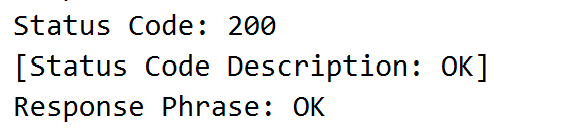 Status Code: 200
[Status Code Description: OK]
Response Phrase: OK